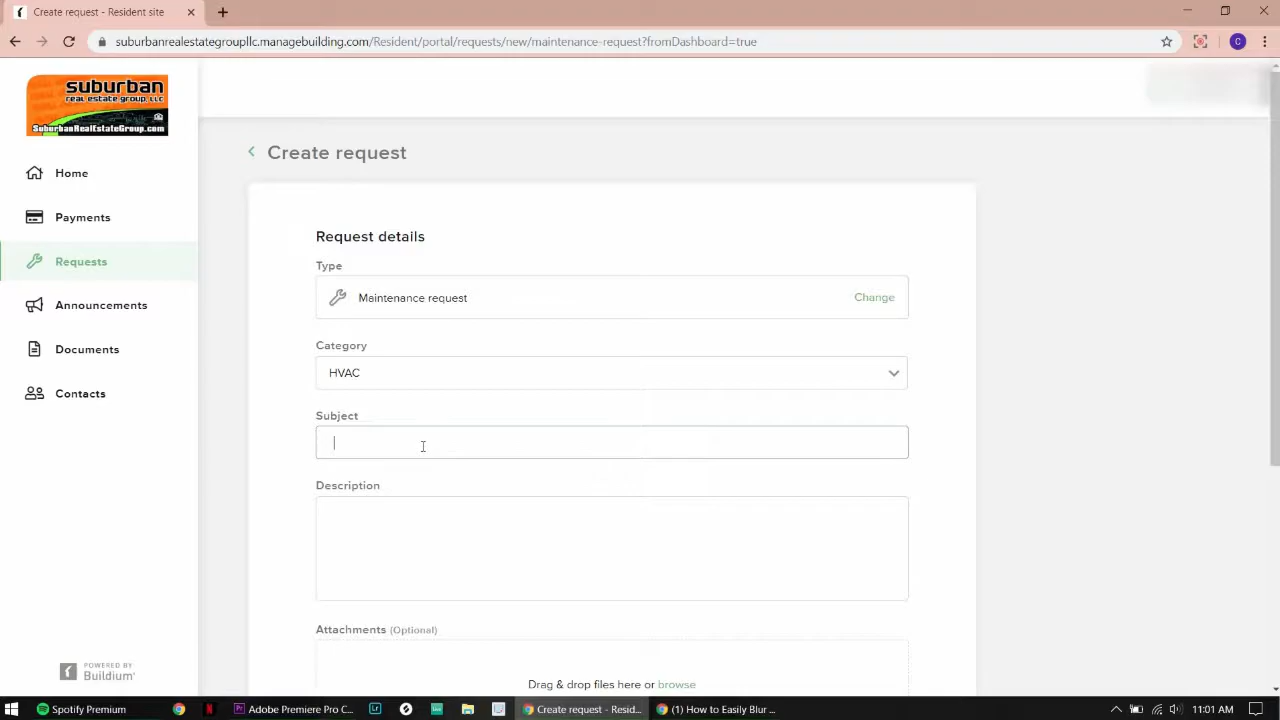 Create request - Resident site
suburbanrealestategroupllc.managebuilding.com/Resident/portal/requests/new/maintenance-request?fromDashboard=true
C
suburban
real estate group, llc
SuburbanRealEstateGroup.com
Home
Payments
Requests
Announcements
Documents
Contacts
POWERED BY
Buildium
Create request
Request details
Type
Maintenance request
Change
Category
HVAC
Subject
Description
Attachments (Optional)
Drag & drop files here or browse
Spotify Premium
Adobe Premiere Pro C...
Create request - Resid...
(1) How to Easily Blur ...
11:01 AM